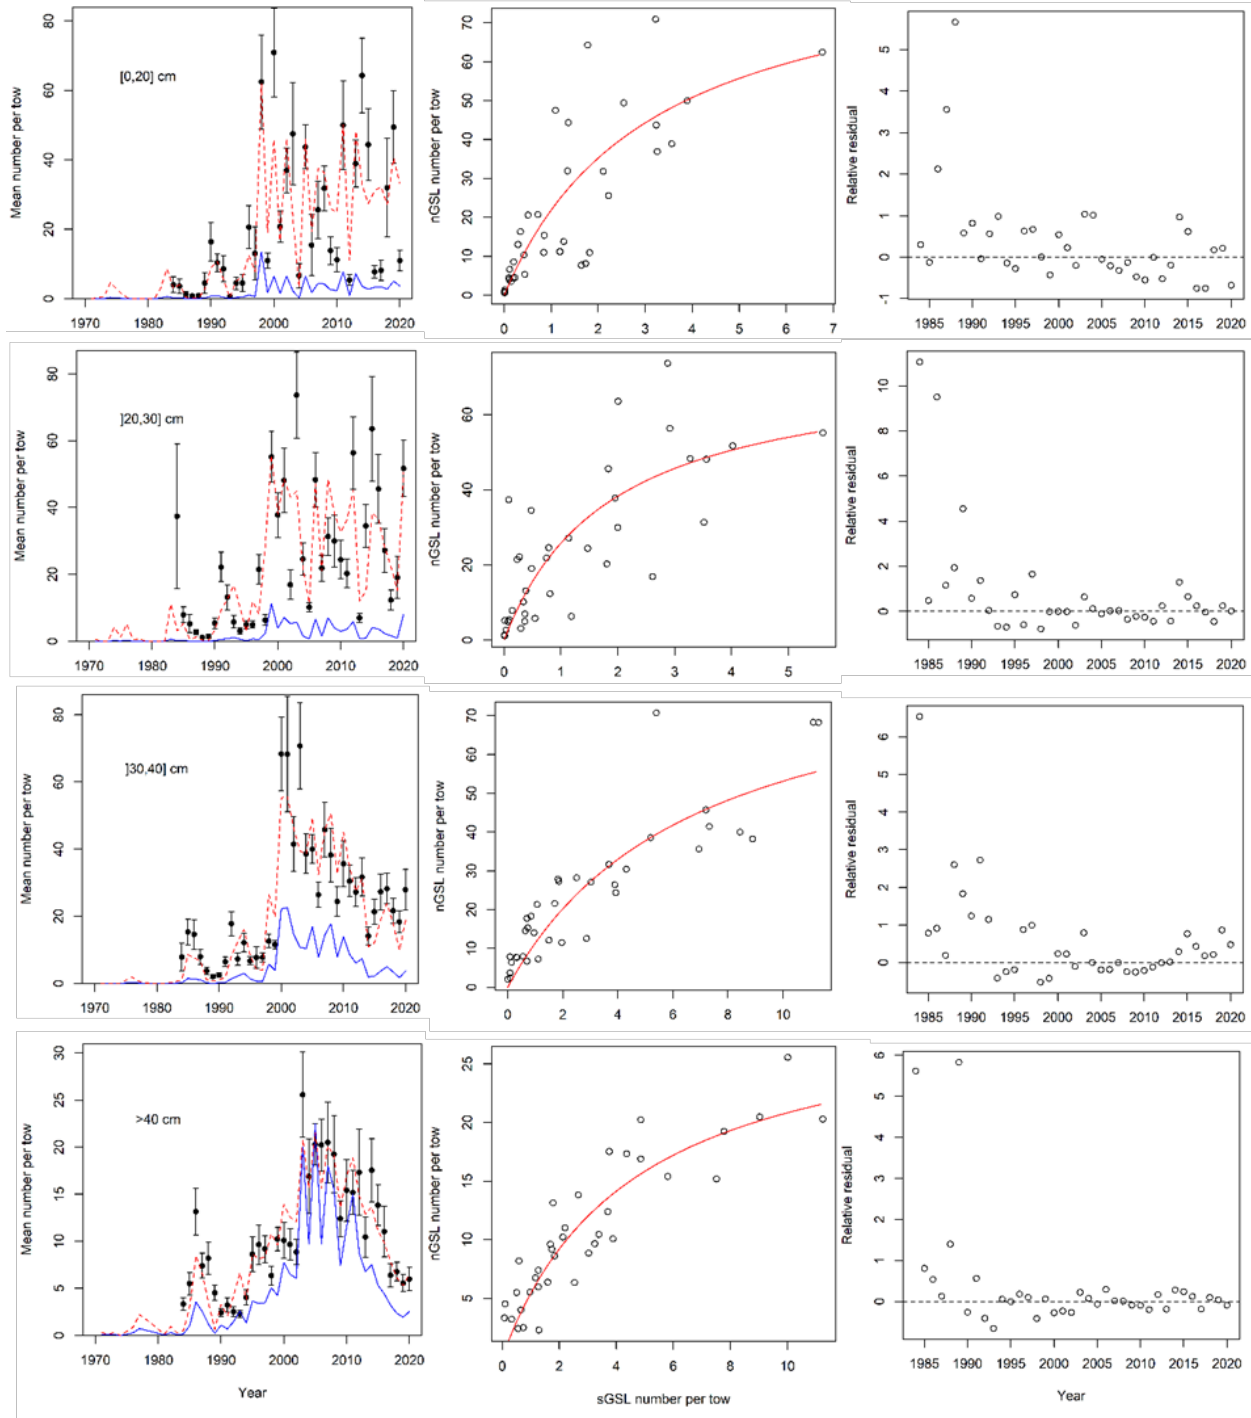 [0,20] cm
Mean number per tow
0 20 40 60 80
1970 1980 1990 2000 2010 2020
nGSL number per tow
0 10 20 30 40 50 60 70
0 1 2 3 4 5 6 7
Relative residual
-1 0 1 2 3 4 5
1985 1990 1995 2000 2005 2010 2015 2020
]20,30] cm
Mean number per tow
0 20 40 60 80
1970 1980 1990 2000 2010 2020
nGSL number per tow
0 20 40 60
0 1 2 3 4 5
Relative residual
0 2 4 6 8 10
1985 1990 1995 2000 2005 2010 2015 2020
]30,40] cm
Mean number per tow
0 20 40 60 80
1970 1980 1990 2000 2010 2020
nGSL number per tow
0 10 20 30 40 50 60 70
0 2 4 6 8 10
Relative residual
0 1 2 3 4 5 6
1985 1990 1995 2000 2005 2010 2015 2020
>40 cm
Mean number per tow
0 5 10 15 20 25 30
1970 1980 1990 2000 2010 2020
Year
nGSL number per tow
5 10 15 20 25
0 2 4 6 8 10
sGSL number per tow
Relative residual
0 1 2 3 4 5 6
1985 1990 1995 2000 2005 2010 2015 2020
Year